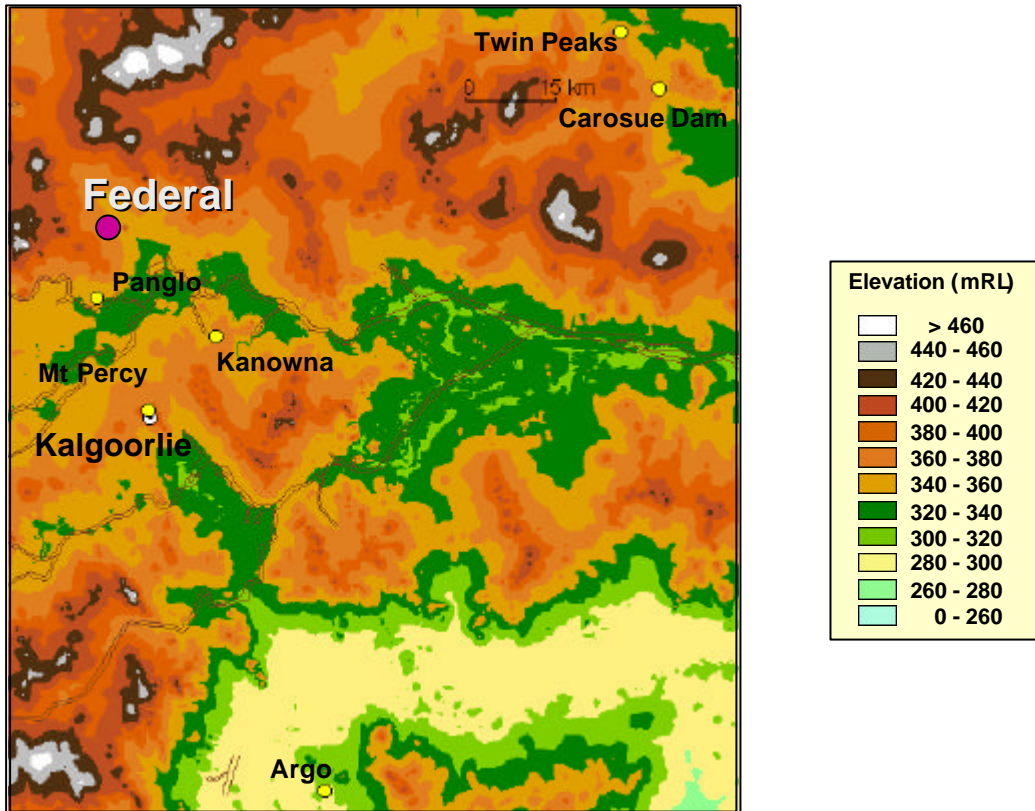 Twin Peaks
0 15 km
Carosue Dam
Federal
Panglo
Kanowna
Mt Percy
Kalgoorlie
Argo
Elevation (mRL)
> 460
440 - 460
420 - 440
400 - 420
380 - 400
360 - 380
340 - 360
320 - 340
300 - 320
280 - 300
260 - 280
0 - 260